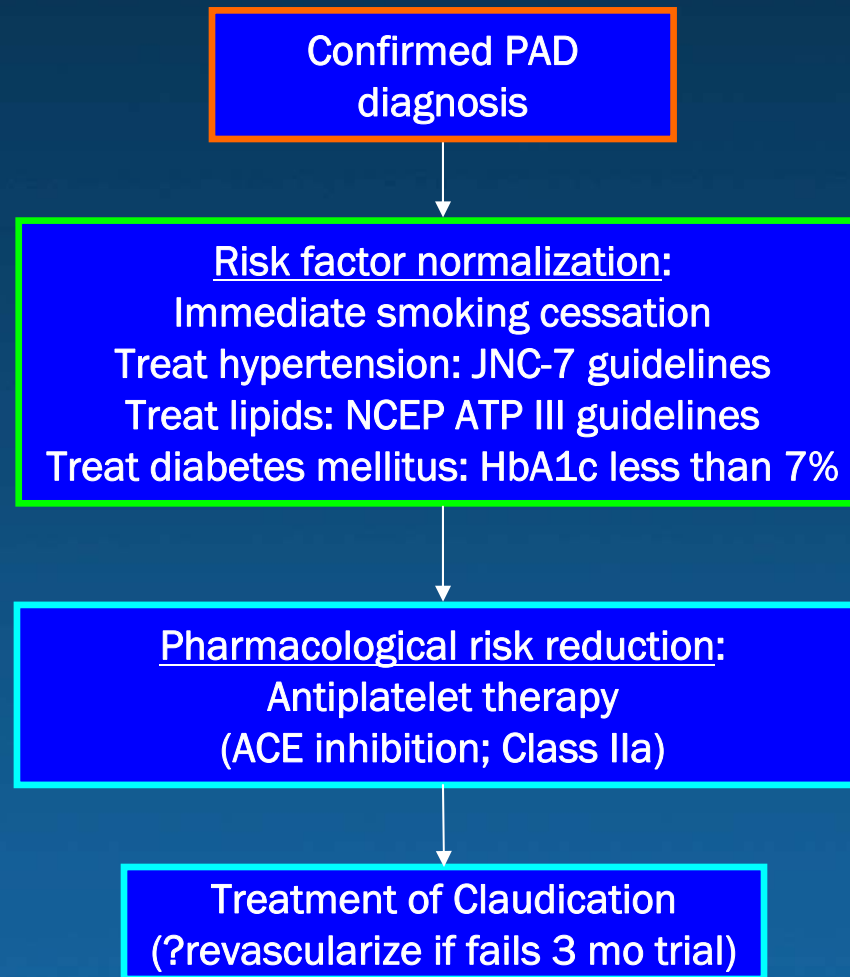 Confirmed PAD
diagnosis
Risk factor normalization:
Immediate smoking cessation
Treat hypertension: JNC-7 guidelines
Treat lipids: NCEP ATP III guidelines
Treat diabetes mellitus: HbA1c less than 7%
Pharmacological risk reduction:
Antiplatelet therapy
(ACE inhibition; Class IIa)
Treatment of Claudication
(?revascularize if fails 3 mo trial)